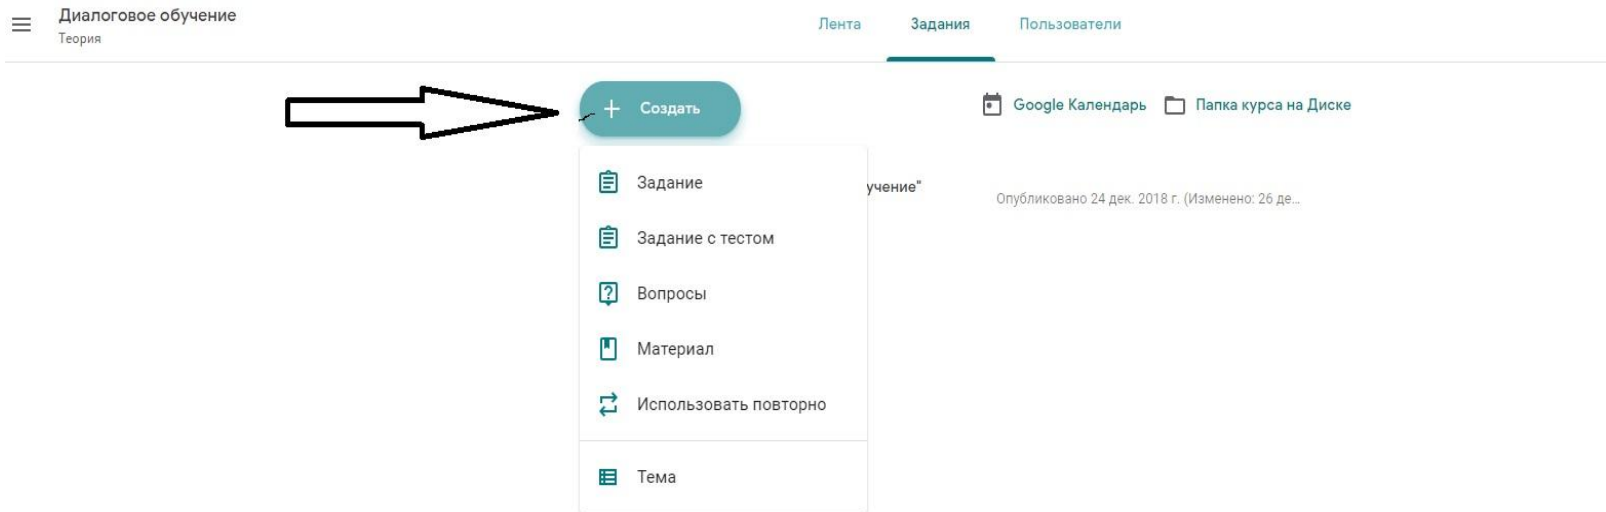 Диалоговое обучение
Теория
Лента Задания Пользователи
Создать
Google Календарь Папка курса на Диске
Задание
учение"
Опубликовано 24 дек. 2018 г. (Изменено: 26 де...
Задание с тестом
Вопросы
Материал
Использовать повторно
Тема